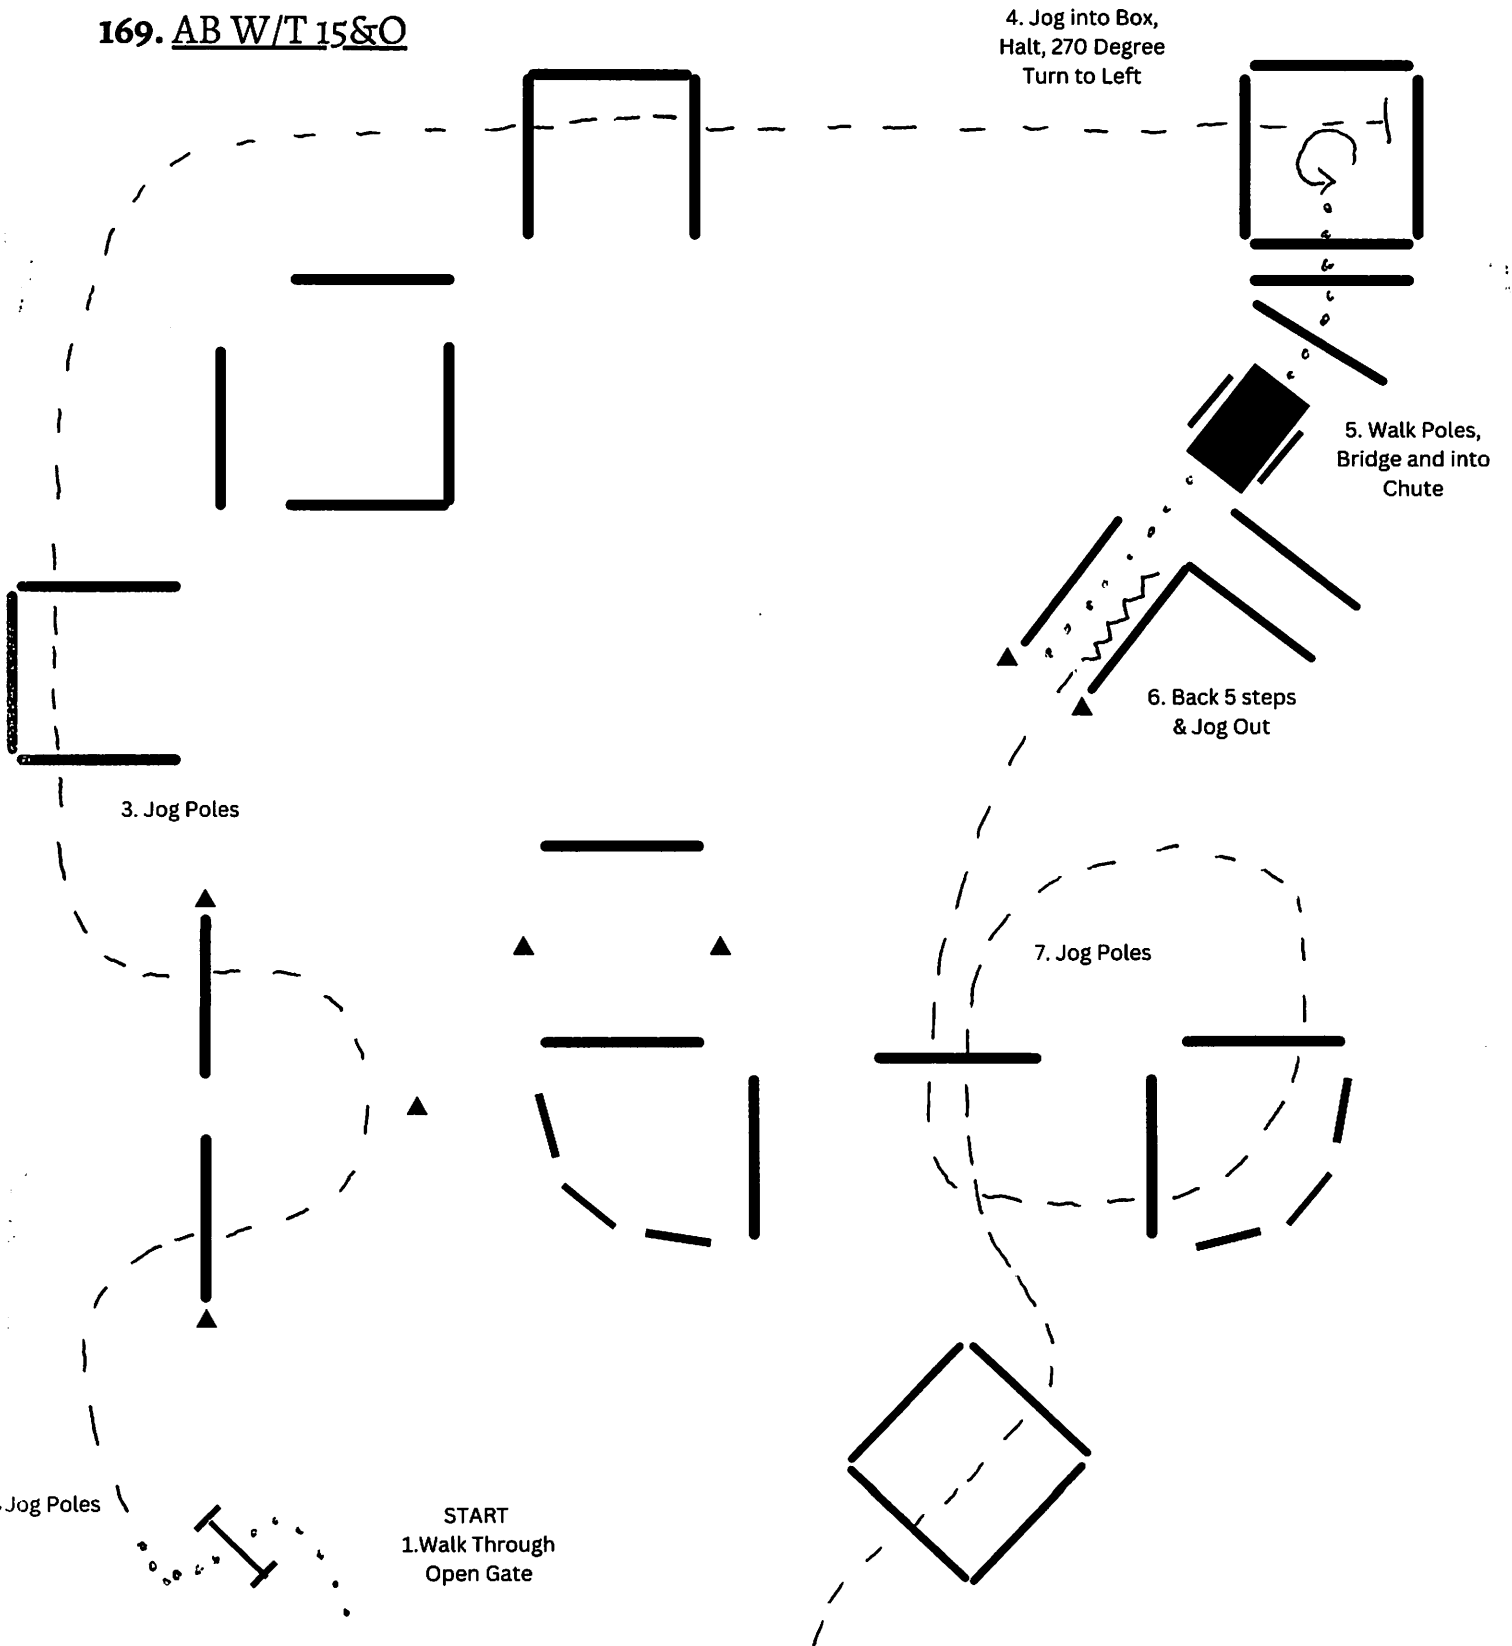 169. AB W/T 15&O
4. Jog into Box,
Halt, 270 Degree
Turn to Left
5. Walk Poles,
Bridge and into
Chute
6. Back 5 steps
& Jog Out
3. Jog Poles
7. Jog Poles
. Jog Poles
START
1.Walk Through
Open Gate